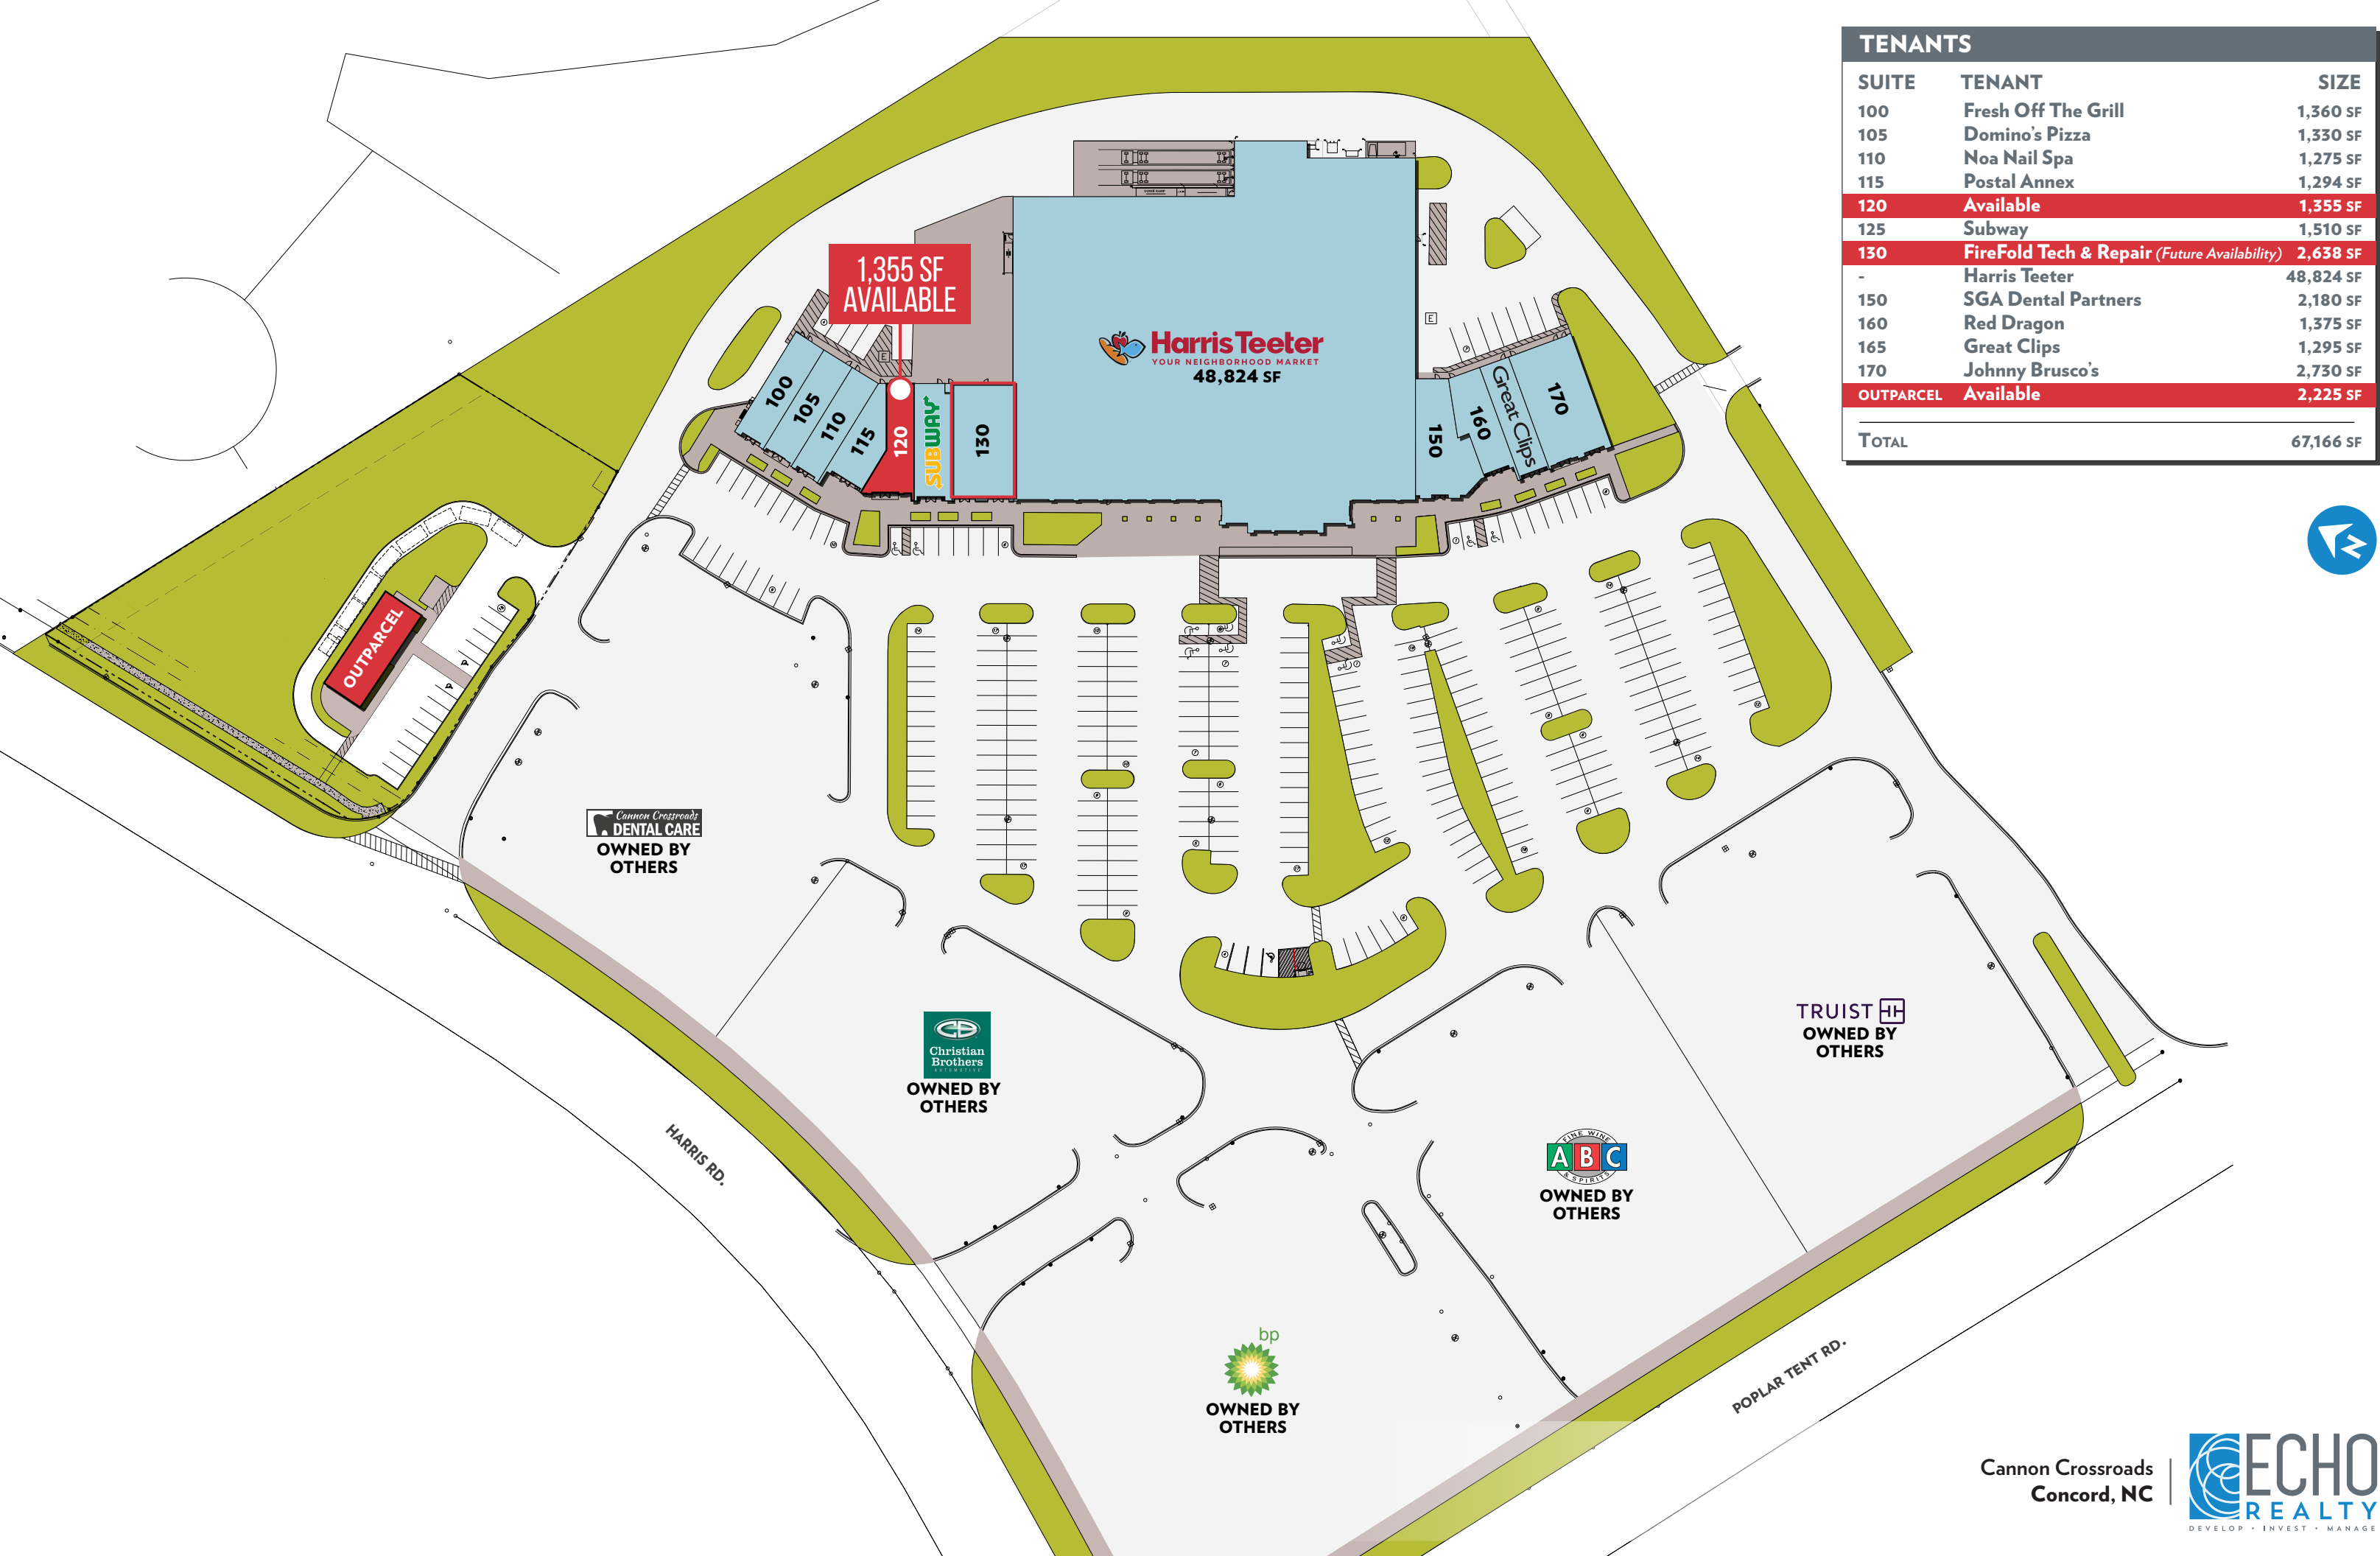 TENANTS
SUITE TENANT SIZE
100 Fresh Off The Grill 1,360 SF
105 Domino's Pizza 1,330 SF
110 Noa Nail Spa 1,275 SF
115 Postal Annex 1,294 SF
120 Available 1,355 SF
125 Subway 1,510 SF
130 FireFold Tech & Repair (Future Availability) 2,638 SF
- Harris Teeter 48,824 SF
150 SGA Dental Partners 2,180 SF
160 Red Dragon 1,375 SF
165 Great Clips 1,295 SF
170 Johnny Brusco's 2,730 SF
OUTPARCEL Available 2,225 SF
TOTAL 67,166 SF
N
1,355 SF
AVAILABLE
Harris Teeter
YOUR NEIGHBORHOOD MARKET
48,824 SF
E
E
100
105
110
115
120
SUBWAY
130
150
160
Great Clips
170
OUTPARCEL
Cannon Crossroads
DENTAL CARE
OWNED BY
OTHERS
CB
Christian
Brothers
AUTOMOTIVE
OWNED BY
OTHERS
TRUIST
OWNED BY
OTHERS
FINE WINE
ABC
& SPIRITS
OWNED BY
OTHERS
bp
OWNED BY
OTHERS
HARRIS RD.
POPLAR TENT RD.
Cannon Crossroads
Concord, NC
ECHO
REALTY
DEVELOP • INVEST • MANAGE